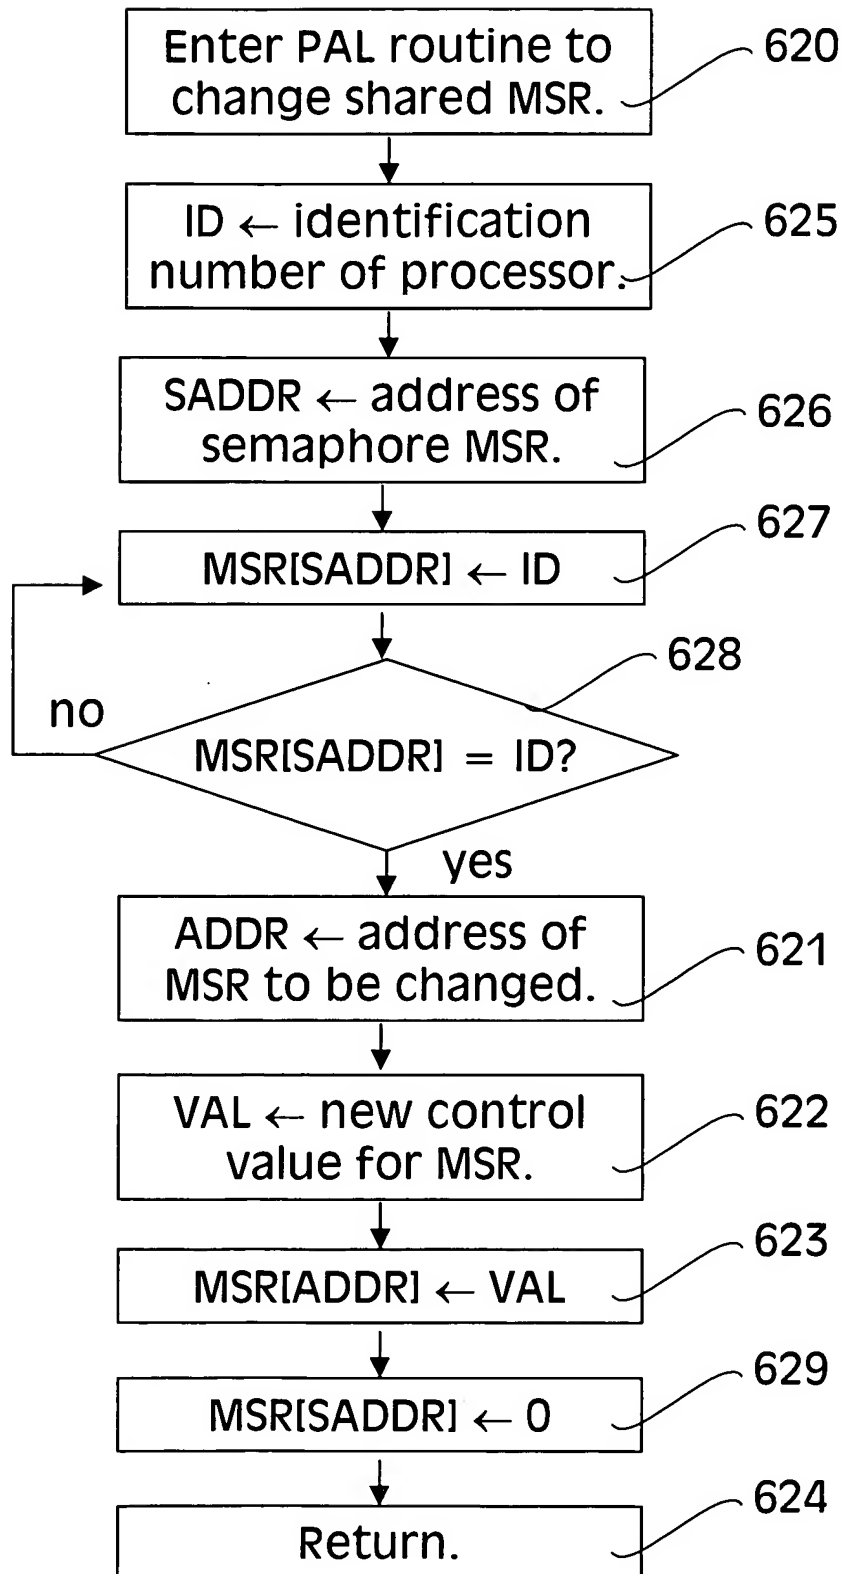 Enter PAL routine to
change shared MSR.
620
ID ← identification
number of processor.
625
SADDR ← address of
semaphore MSR.
626
MSR[SADDR] ← ID
627
628
no
MSR[SADDR] = ID?
yes
ADDR ← address of
MSR to be changed.
621
VAL ← new control
value for MSR.
622
MSR[ADDR] ← VAL
623
MSR[SADDR] ← 0
629
Return.
624